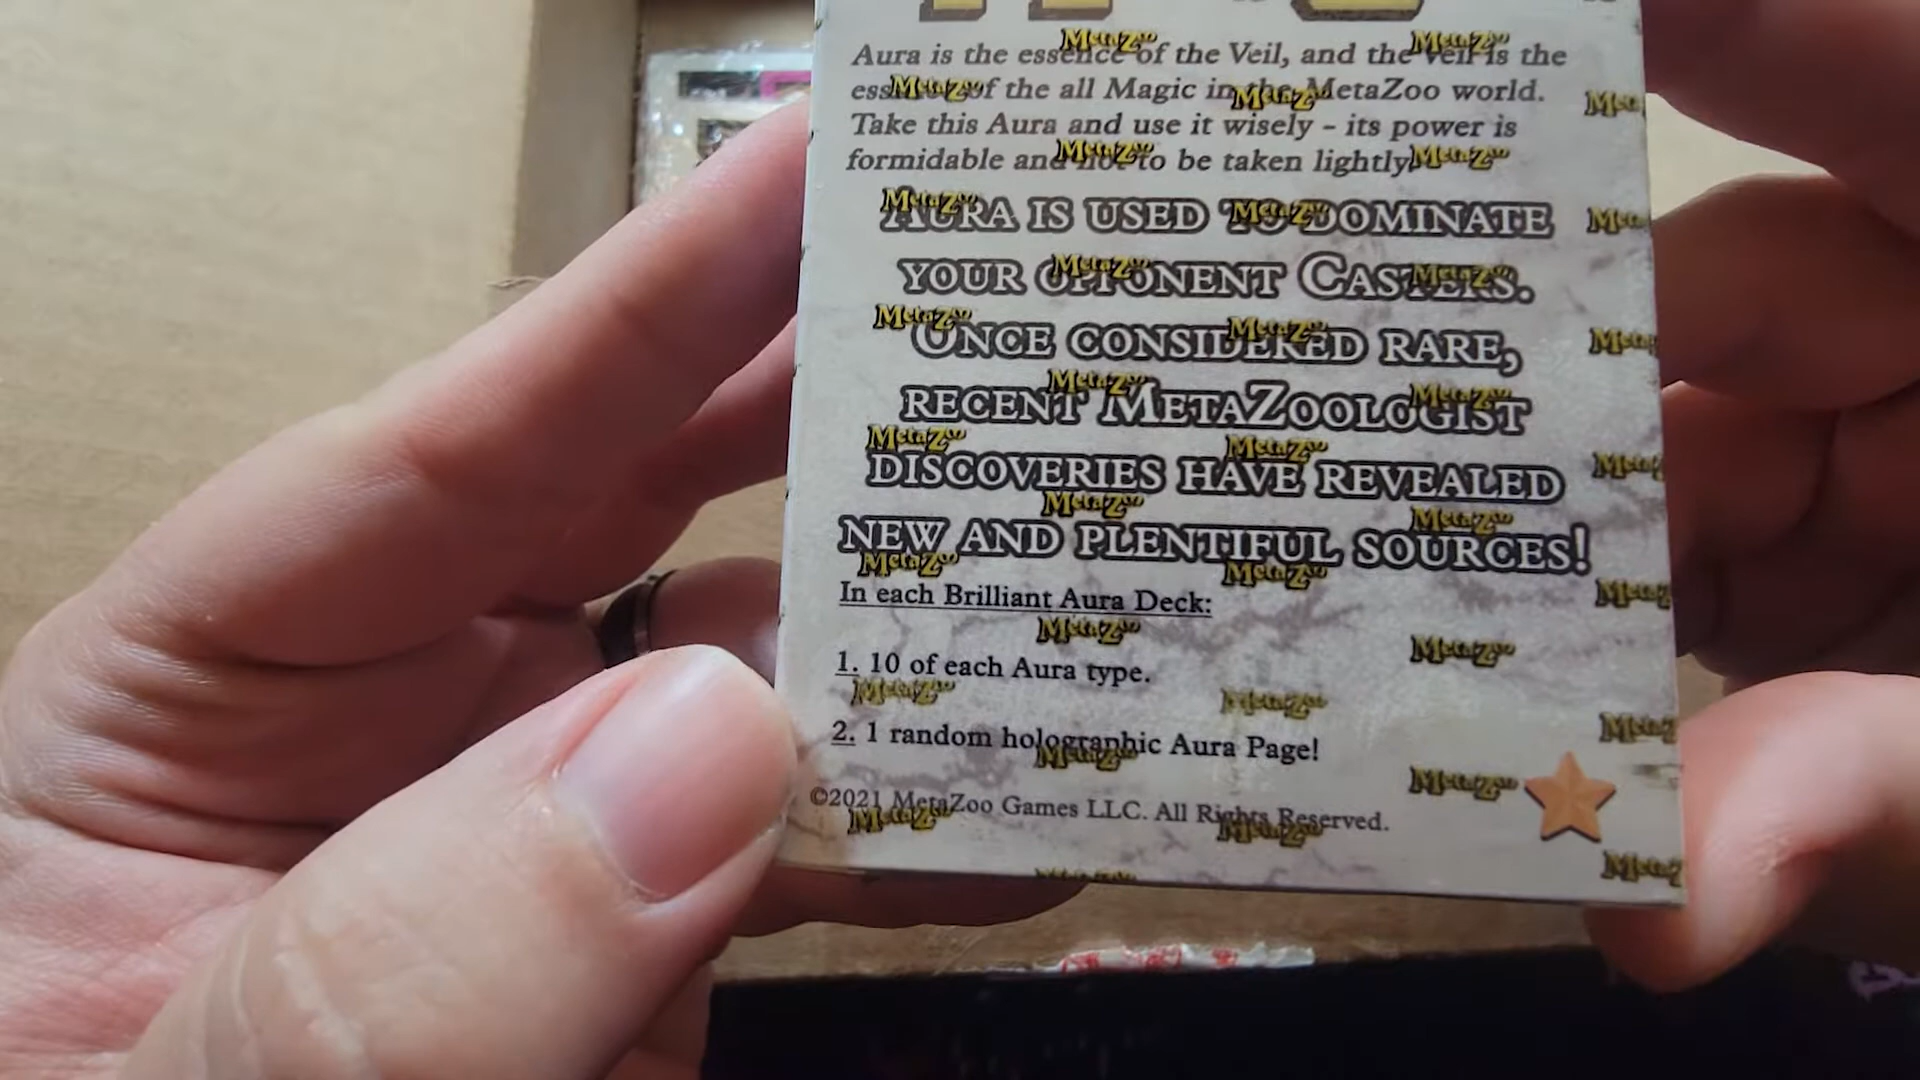 Aura is the essence of the Veil, and the Veil is the
essence of the all Magic in the MetaZoo world.
Take this Aura and use it wisely - its power is
formidable and not to be taken lightly.
AURA IS USED TO DOMINATE
YOUR OPPONENT CASTERS.
ONCE CONSIDERED RARE,
RECENT METAZOOLOGIST
DISCOVERIES HAVE REVEALED
NEW AND PLENTIFUL SOURCES!
In each Brilliant Aura Deck:
1. 10 of each Aura type.
2. 1 random holographic Aura Page!
©2021 MetaZoo Games LLC. All Rights Reserved.
MetaZoo